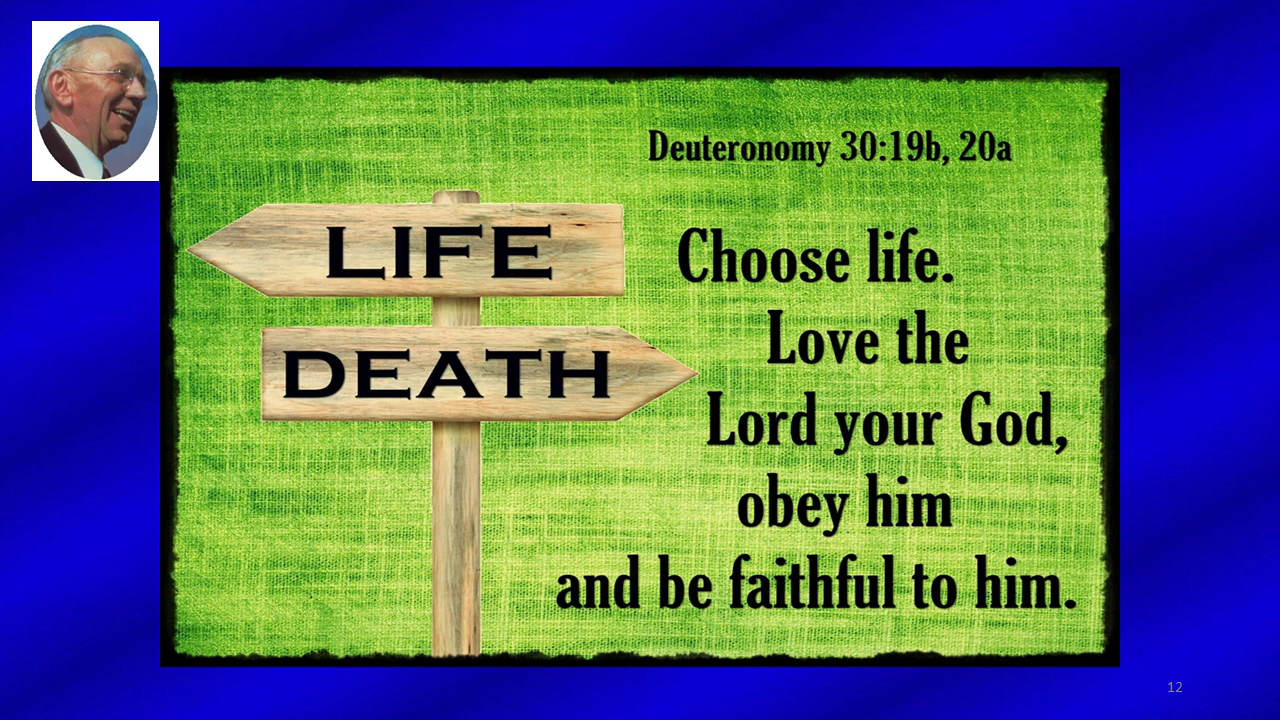 Deuteronomy 30:19b, 20a
LIFE
DEATH
Choose life.
Love the
Lord your God,
obey him
and be faithful to him.
12